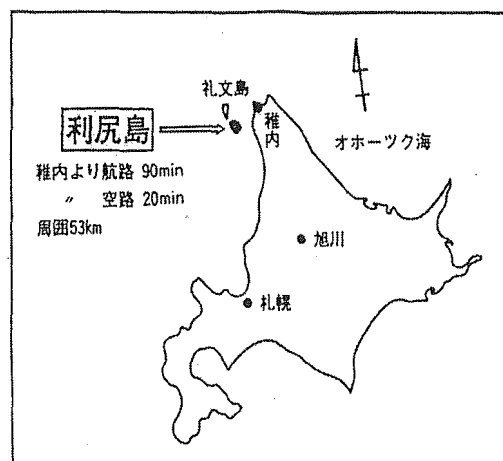 礼文島
利尻島
稚内
オホーツク海
稚内より航路 90min
〃 空路 20min
周囲53km
旭川
札幌